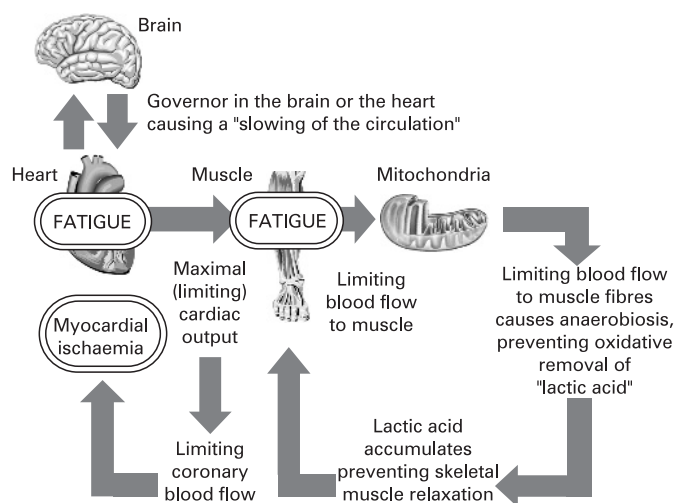 Brain
Governor in the brain or the heart
causing a "slowing of the circulation"
Heart
Muscle
Mitochondria
FATIGUE
FATIGUE
Maximal
(limiting)
cardiac
output
Limiting
blood flow
to muscle
Limiting blood flow
to muscle fibres
causes anaerobiosis,
preventing oxidative
removal of
"lactic acid"
Myocardial
ischaemia
Limiting
coronary
blood flow
Lactic acid
accumulates
preventing skeletal
muscle relaxation